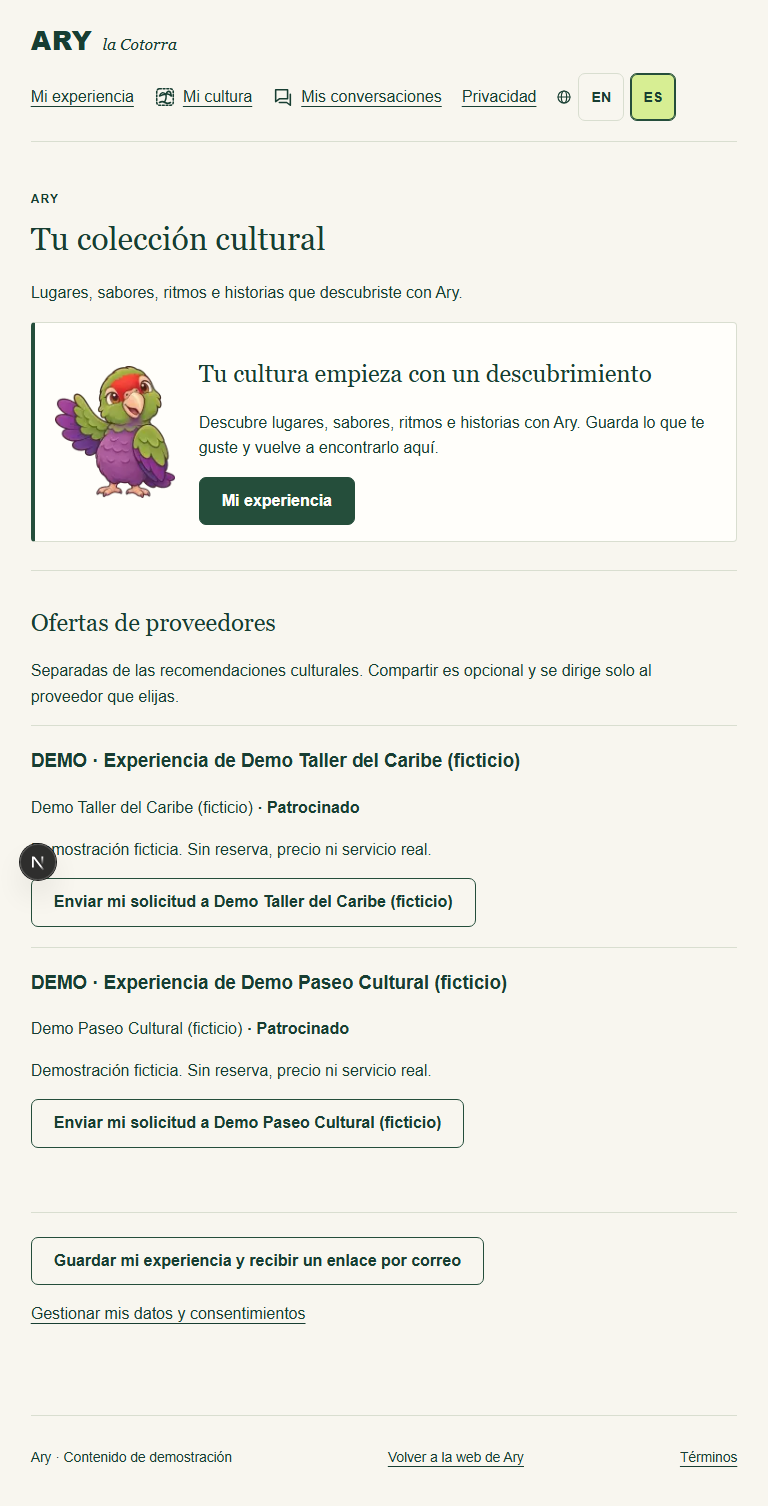 ARY la Cotorra
Mi experiencia Mi cultura Mis conversaciones Privacidad EN ES
ARY
Tu colección cultural
Lugares, sabores, ritmos e historias que descubriste con Ary.
Tu cultura empieza con un descubrimiento
Descubre lugares, sabores, ritmos e historias con Ary. Guarda lo que te
guste y vuelve a encontrarlo aquí.
Mi experiencia
Ofertas de proveedores
Separadas de las recomendaciones culturales. Compartir es opcional y se dirige solo al
proveedor que elijas.
DEMO · Experiencia de Demo Taller del Caribe (ficticio)
Demo Taller del Caribe (ficticio) · Patrocinado
N
Demostración ficticia. Sin reserva, precio ni servicio real.
Enviar mi solicitud a Demo Taller del Caribe (ficticio)
DEMO · Experiencia de Demo Paseo Cultural (ficticio)
Demo Paseo Cultural (ficticio) · Patrocinado
Demostración ficticia. Sin reserva, precio ni servicio real.
Enviar mi solicitud a Demo Paseo Cultural (ficticio)
Guardar mi experiencia y recibir un enlace por correo
Gestionar mis datos y consentimientos
Ary · Contenido de demostración Volver a la web de Ary Términos